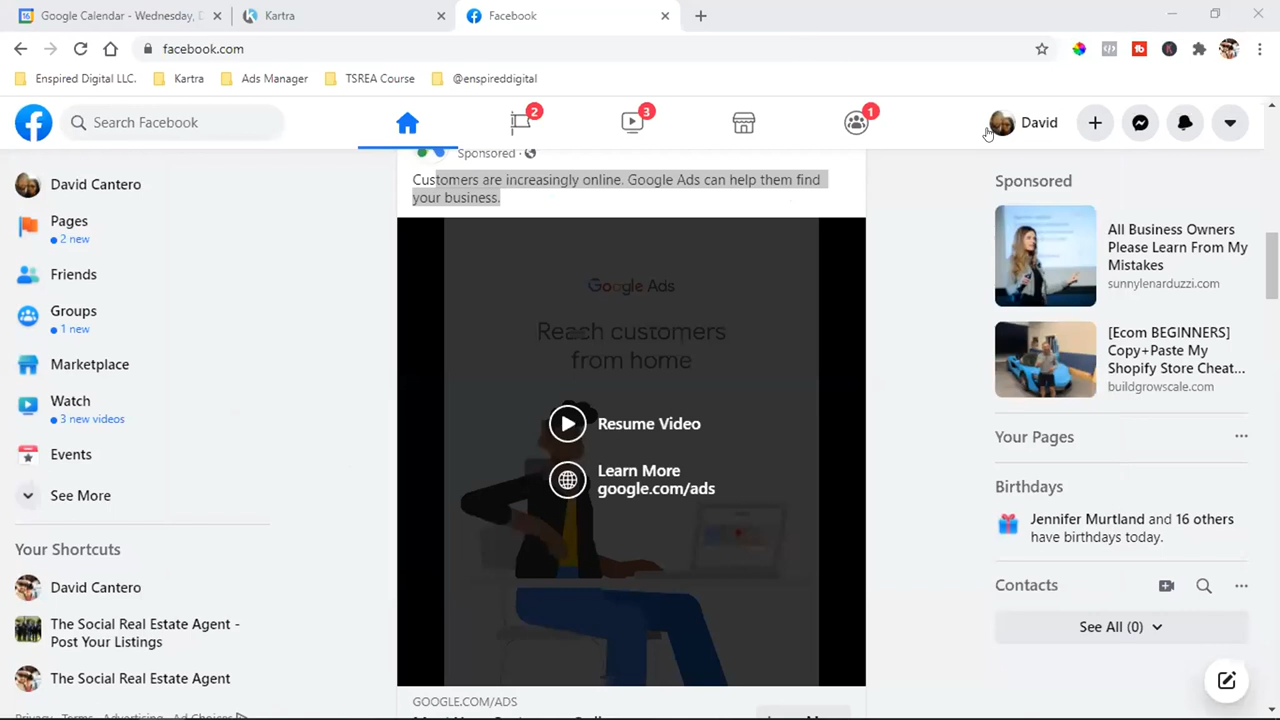 Google Calendar - Wednesday, D
Kartra
Facebook
facebook.com
Enspired Digital LLC.
Kartra
Ads Manager
TSREA Course
@enspireddigital
Search Facebook
2
3
1
David
David Cantero
Pages
2 new
Friends
Groups
1 new
Marketplace
Watch
3 new videos
Events
See More
Your Shortcuts
David Cantero
The Social Real Estate Agent -
Post Your Listings
The Social Real Estate Agent
Sponsored
Customers are increasingly online. Google Ads can help them find
your business.
Google Ads
Reach customers
from home
Resume Video
Learn More
google.com/ads
GOOGLE.COM/ADS
Sponsored
All Business Owners
Please Learn From My
Mistakes
sunnylenarduzzi.com
[Ecom BEGINNERS]
Copy+Paste My
Shopify Store Cheat...
buildgrowscale.com
Your Pages
Birthdays
Jennifer Murtland and 16 others
have birthdays today.
Contacts
See All (0)